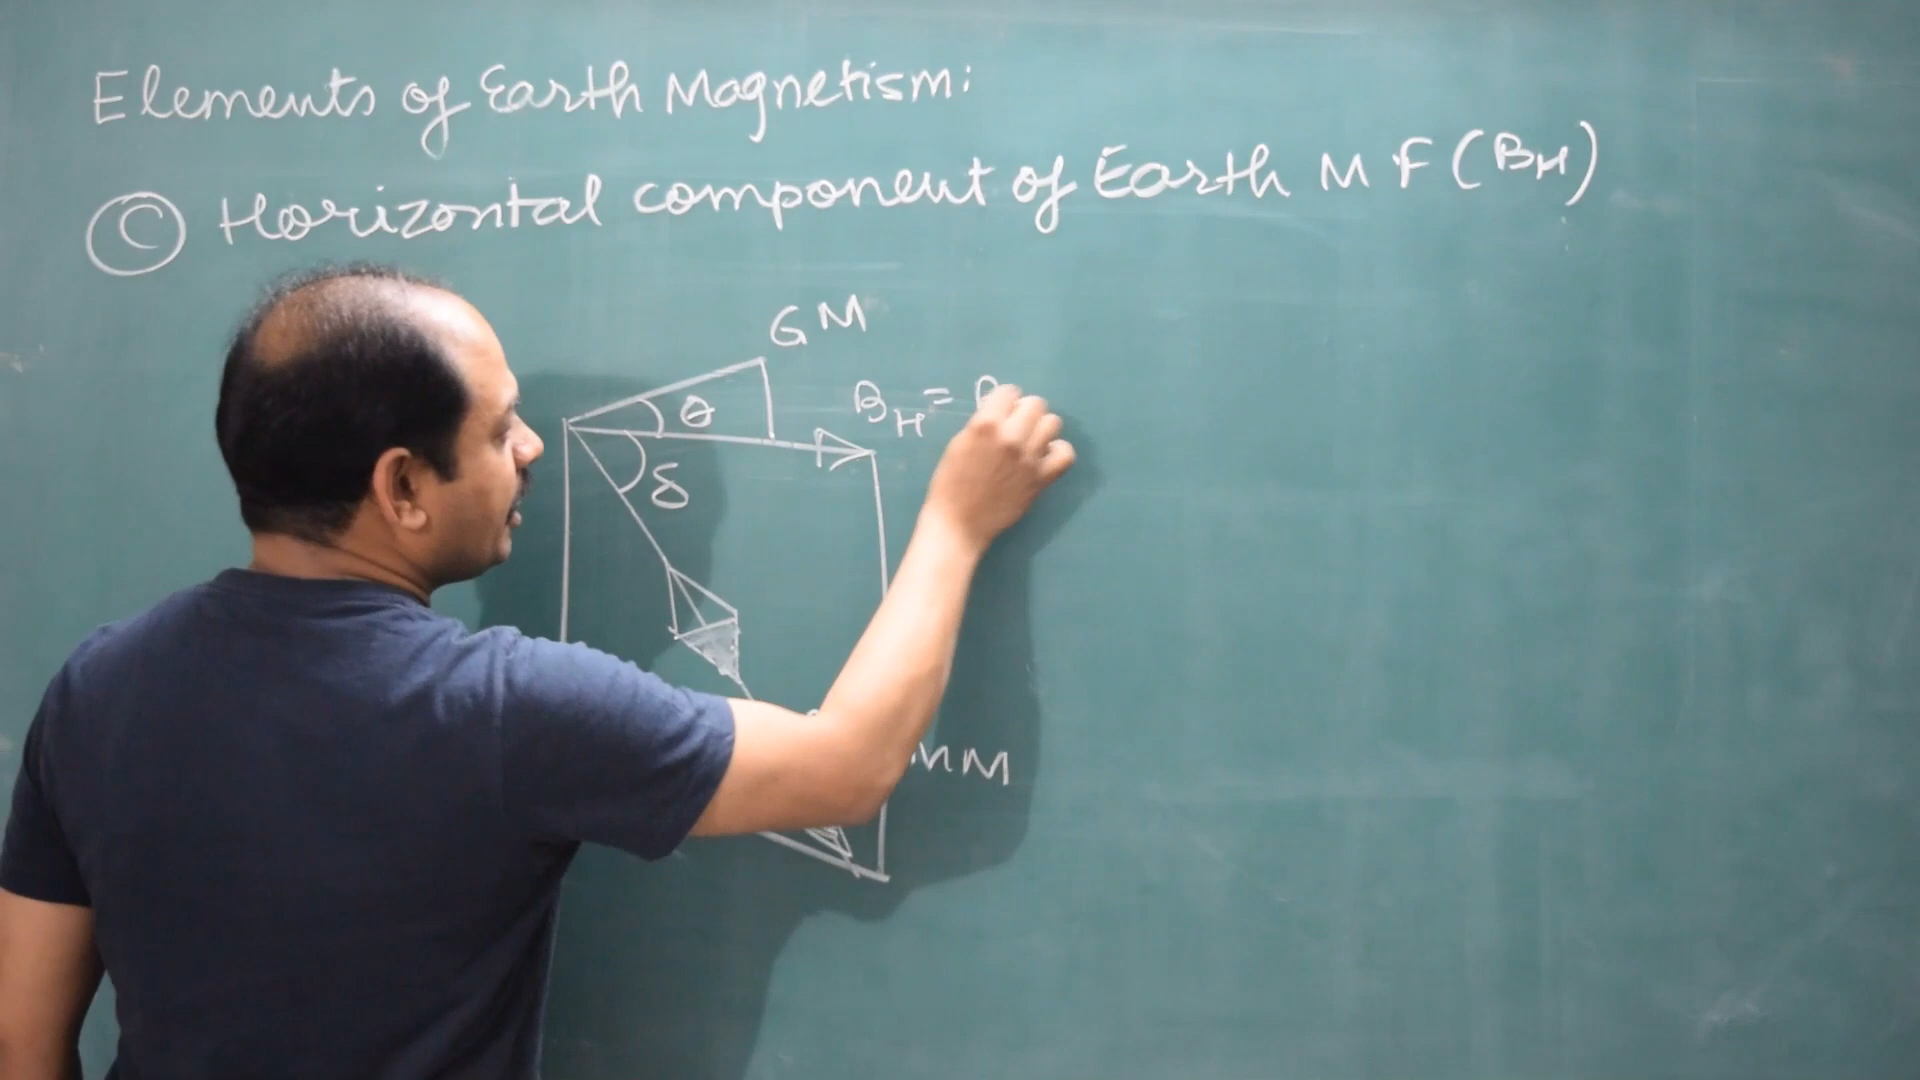 Elements of Earth Magnetism:
C Horizontal component of Earth M F (BH)
GM
BH =
θ
δ
MM